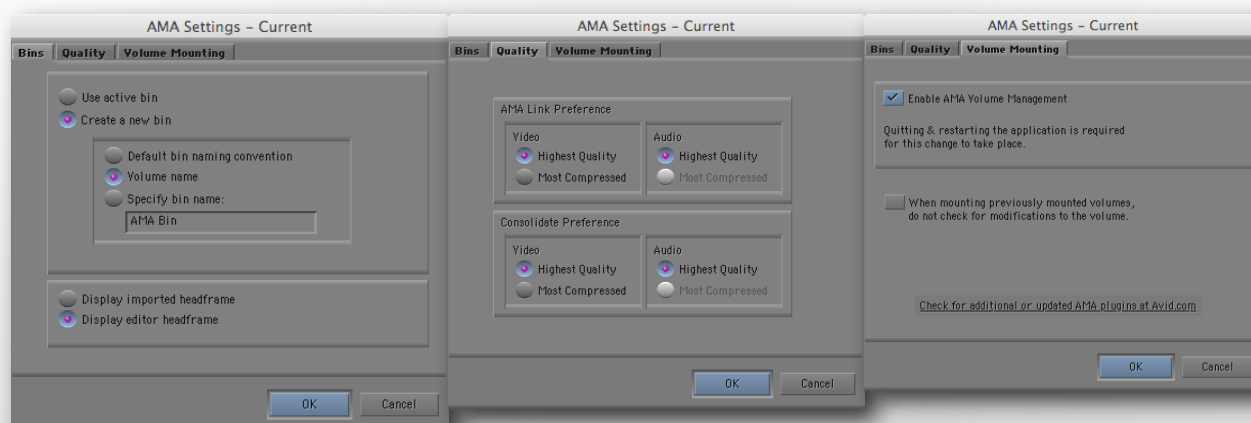 AMA Settings – Current
Bins Quality Volume Mounting
Use active bin
Create a new bin
Default bin naming convention
Volume name
Specify bin name:
AMA Bin
Display imported headframe
Display editor headframe
OK Cancel
AMA Settings – Current
Bins Quality Volume Mounting
AMA Link Preference
Video Audio
Highest Quality Highest Quality
Most Compressed Most Compressed
Consolidate Preference
Video Audio
Highest Quality Highest Quality
Most Compressed Most Compressed
OK Cancel
AMA Settings – Current
Bins Quality Volume Mounting
Enable AMA Volume Management
Quitting & restarting the application is required
for this change to take place.
When mounting previously mounted volumes,
do not check for modifications to the volume.
Check for additional or updated AMA plugins at Avid.com
OK Cancel